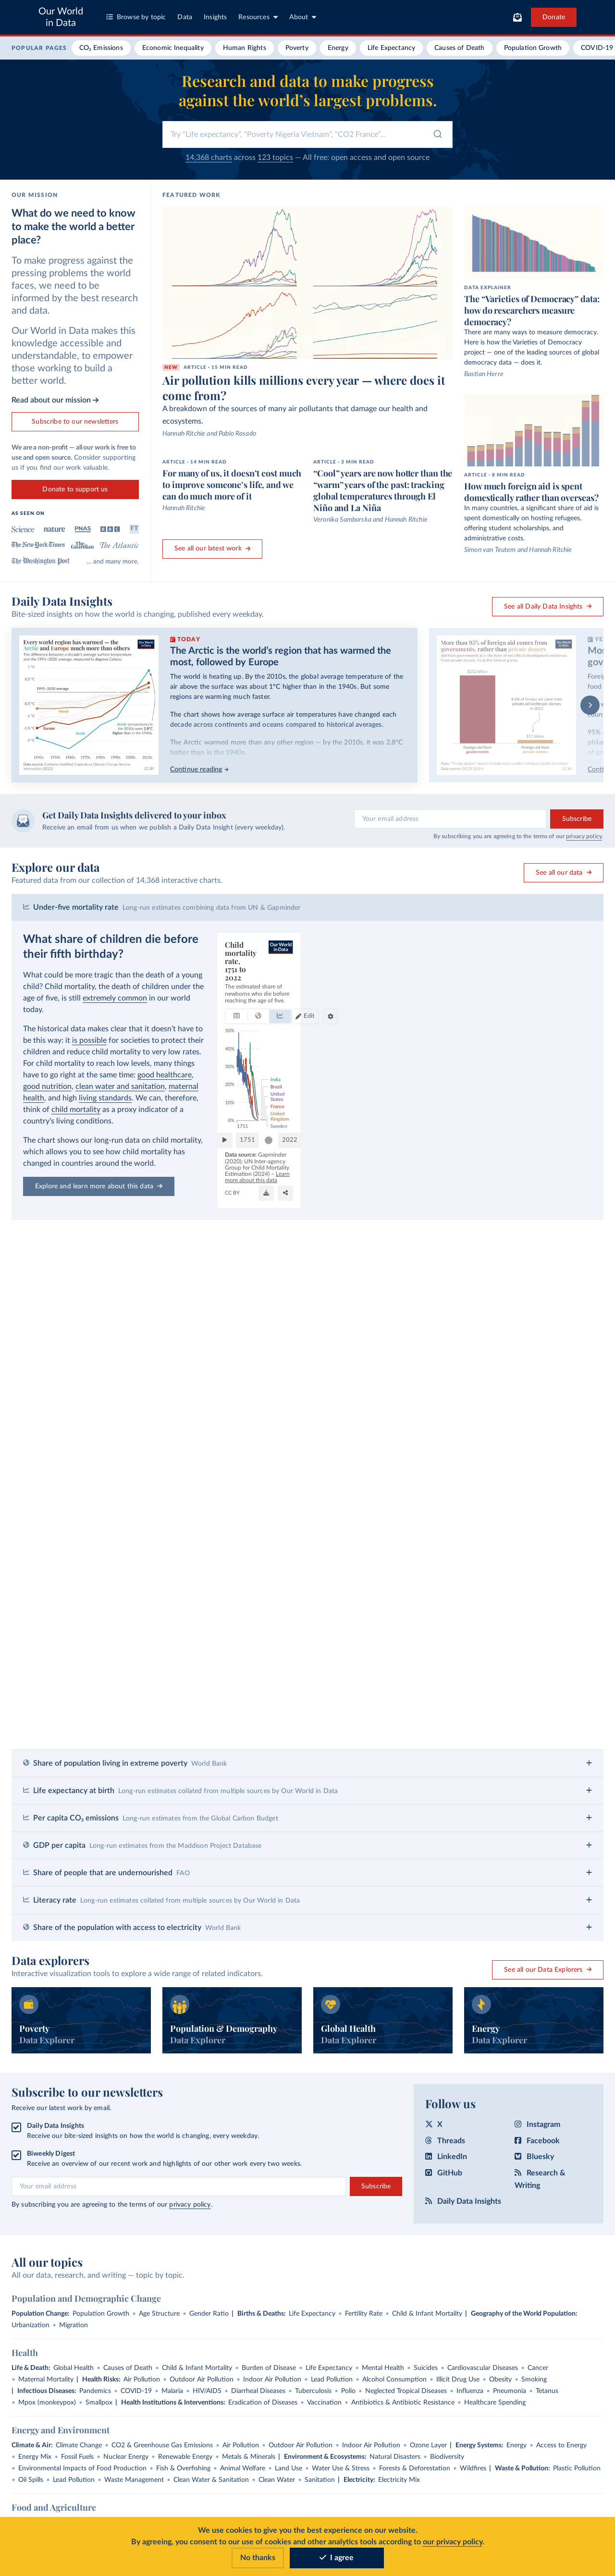 Our World
in Data
Browse by topic
Data
Insights
Resources
About
Donate
POPULAR PAGES
CO₂ Emissions
Economic Inequality
Human Rights
Poverty
Energy
Life Expectancy
Causes of Death
Population Growth
COVID-19
Research and data to make progress
against the world’s largest problems.
Try "Life expectancy", "Poverty Nigeria Vietnam", "CO2 France"...
14,368 charts across 123 topics — All free: open access and open source
OUR MISSION
What do we need to know
to make the world a better
place?
To make progress against the
pressing problems the world
faces, we need to be
informed by the best research
and data.
Our World in Data makes this
knowledge accessible and
understandable, to empower
those working to build a
better world.
Read about our mission →
Subscribe to our newsletters
We are a non-profit — all our work is free to
use and open source. Consider supporting
us if you find our work valuable.
Donate to support us
AS SEEN ON
Science
nature
PNAS
BBC
FT
The New York Times
The Guardian
The Atlantic
The Washington Post
... and many more.
FEATURED WORK
NEW ARTICLE - 15 MIN READ
Air pollution kills millions every year — where does it
come from?
A breakdown of the sources of many air pollutants that damage our health and
ecosystems.
Hannah Ritchie and Pablo Rosado
ARTICLE - 14 MIN READ
For many of us, it doesn’t cost much
to improve someone’s life, and we
can do much more of it
Hannah Ritchie
ARTICLE - 3 MIN READ
“Cool” years are now hotter than the
“warm” years of the past: tracking
global temperatures through El
Niño and La Niña
Veronika Samborska and Hannah Ritchie
See all our latest work →
DATA EXPLAINER
The “Varieties of Democracy” data:
how do researchers measure
democracy?
There are many ways to measure democracy.
Here is how the Varieties of Democracy
project — one of the leading sources of global
democracy data — does it.
Bastian Herre
ARTICLE - 8 MIN READ
How much foreign aid is spent
domestically rather than overseas?
In many countries, a significant share of aid is
spent domestically on hosting refugees,
offering student scholarships, and
administrative costs.
Simon van Teutem and Hannah Ritchie
Daily Data Insights
Bite-sized insights on how the world is changing, published every weekday.
See all Daily Data Insights →
Every world region has warmed — the
Arctic and Europe much more than others
TODAY
The Arctic is the world’s region that has warmed the
most, followed by Europe
The world is heating up. By the 2010s, the global average temperature of the
air above the surface was about 1°C higher than in the 1940s. But some
regions are warming much faster.
The chart shows how average surface air temperatures have changed each
decade across continents and oceans compared to historical averages.
The Arctic warmed more than any other region — by the 2010s, it was 2.8°C
hotter than in the 1940s.
Continue reading →
More than 95% of foreign aid comes from
governments, rather than private donors
Get Daily Data Insights delivered to your inbox
Receive an email from us when we publish a Daily Data Insight (every weekday).
Your email address
Subscribe
By subscribing you are agreeing to the terms of our privacy policy.
Explore our data
Featured data from our collection of 14,368 interactive charts.
See all our data →
Under-five mortality rate Long-run estimates combining data from UN & Gapminder
What share of children die before
their fifth birthday?
What could be more tragic than the death of a young
child? Child mortality, the death of children under the
age of five, is still extremely common in our world
today.
The historical data makes clear that it doesn’t have to
be this way: it is possible for societies to protect their
children and reduce child mortality to very low rates.
For child mortality to reach low levels, many things
have to go right at the same time: good healthcare,
good nutrition, clean water and sanitation, maternal
health, and high living standards. We can, therefore,
think of child mortality as a proxy indicator of a
country’s living conditions.
The chart shows our long-run data on child mortality,
which allows you to see how child mortality has
changed in countries around the world.
Explore and learn more about this data →
Child
mortality
rate,
1751 to
2022
Our World
in Data
The estimated share of
newborns who die before
reaching the age of five.
Edit
50%
40%
30%
20%
10%
0%
India
Brazil
United
States
France
United
Kingdom
Sweden
1751
1751
2022
Data source: Gapminder
(2020); UN Inter-agency
Group for Child Mortality
Estimation (2024) – Learn
more about this data
CC BY
Share of population living in extreme poverty World Bank
Life expectancy at birth Long-run estimates collated from multiple sources by Our World in Data
Per capita CO₂ emissions Long-run estimates from the Global Carbon Budget
GDP per capita Long-run estimates from the Maddison Project Database
Share of people that are undernourished FAO
Literacy rate Long-run estimates collated from multiple sources by Our World in Data
Share of the population with access to electricity World Bank
Data explorers
Interactive visualization tools to explore a wide range of related indicators.
See all our Data Explorers →
Poverty
Data Explorer
Population & Demography
Data Explorer
Global Health
Data Explorer
Energy
Data Explorer
Subscribe to our newsletters
Receive our latest work by email.
Daily Data Insights
Receive our bite-sized insights on how the world is changing, every weekday.
Biweekly Digest
Receive an overview of our recent work and highlights of our other work every two weeks.
Your email address
Subscribe
By subscribing you are agreeing to the terms of our privacy policy.
Follow us
X
Instagram
Threads
Facebook
LinkedIn
Bluesky
GitHub
Research &
Writing
Daily Data Insights
All our topics
All our data, research, and writing — topic by topic.
Population and Demographic Change
Population Change: Population Growth • Age Structure • Gender Ratio | Births & Deaths: Life Expectancy • Fertility Rate • Child & Infant Mortality | Geography of the World Population:
Urbanization • Migration
Health
Life & Death: Global Health • Causes of Death • Child & Infant Mortality • Burden of Disease • Life Expectancy • Mental Health • Suicides • Cardiovascular Diseases • Cancer
• Maternal Mortality | Health Risks: Air Pollution • Outdoor Air Pollution • Indoor Air Pollution • Lead Pollution • Alcohol Consumption • Illicit Drug Use • Obesity • Smoking
| Infectious Diseases: Pandemics • COVID-19 • Malaria • HIV/AIDS • Diarrheal Diseases • Tuberculosis • Polio • Neglected Tropical Diseases • Influenza • Pneumonia • Tetanus
• Mpox (monkeypox) • Smallpox | Health Institutions & Interventions: Eradication of Diseases • Vaccination • Antibiotics & Antibiotic Resistance • Healthcare Spending
Energy and Environment
Climate & Air: Climate Change • CO2 & Greenhouse Gas Emissions • Air Pollution • Outdoor Air Pollution • Indoor Air Pollution • Ozone Layer | Energy Systems: Energy • Access to Energy
• Energy Mix • Fossil Fuels • Nuclear Energy • Renewable Energy • Metals & Minerals | Environment & Ecosystems: Natural Disasters • Biodiversity
• Environmental Impacts of Food Production • Fish & Overfishing • Animal Welfare • Land Use • Water Use & Stress • Forests & Deforestation • Wildfires | Waste & Pollution: Plastic Pollution
• Oil Spills • Lead Pollution • Waste Management • Clean Water & Sanitation • Clean Water • Sanitation | Electricity: Electricity Mix
Food and Agriculture
We use cookies to give you the best experience on our website.
By agreeing, you consent to our use of cookies and other analytics tools according to our privacy policy.
No thanks
I agree